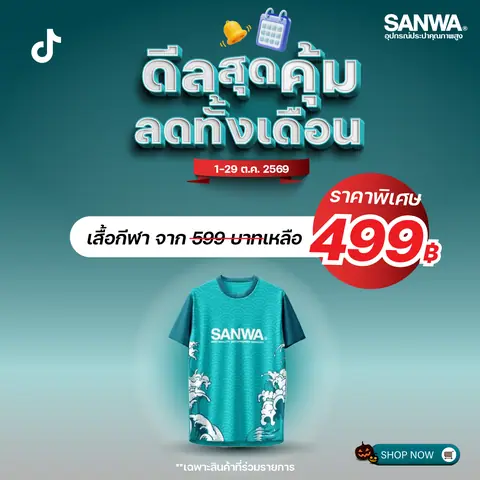 SANWA®
อุปกรณ์ประปาคุณภาพสูง
ดีลสุดคุ้ม
ลดทั้งเดือน
1-29 ต.ค. 2569
ราคาพิเศษ
เสื้อกีฬา จาก 599 บาทเหลือ 499฿
SANWA®
**เฉพาะสินค้าที่ร่วมรายการ
SHOP NOW